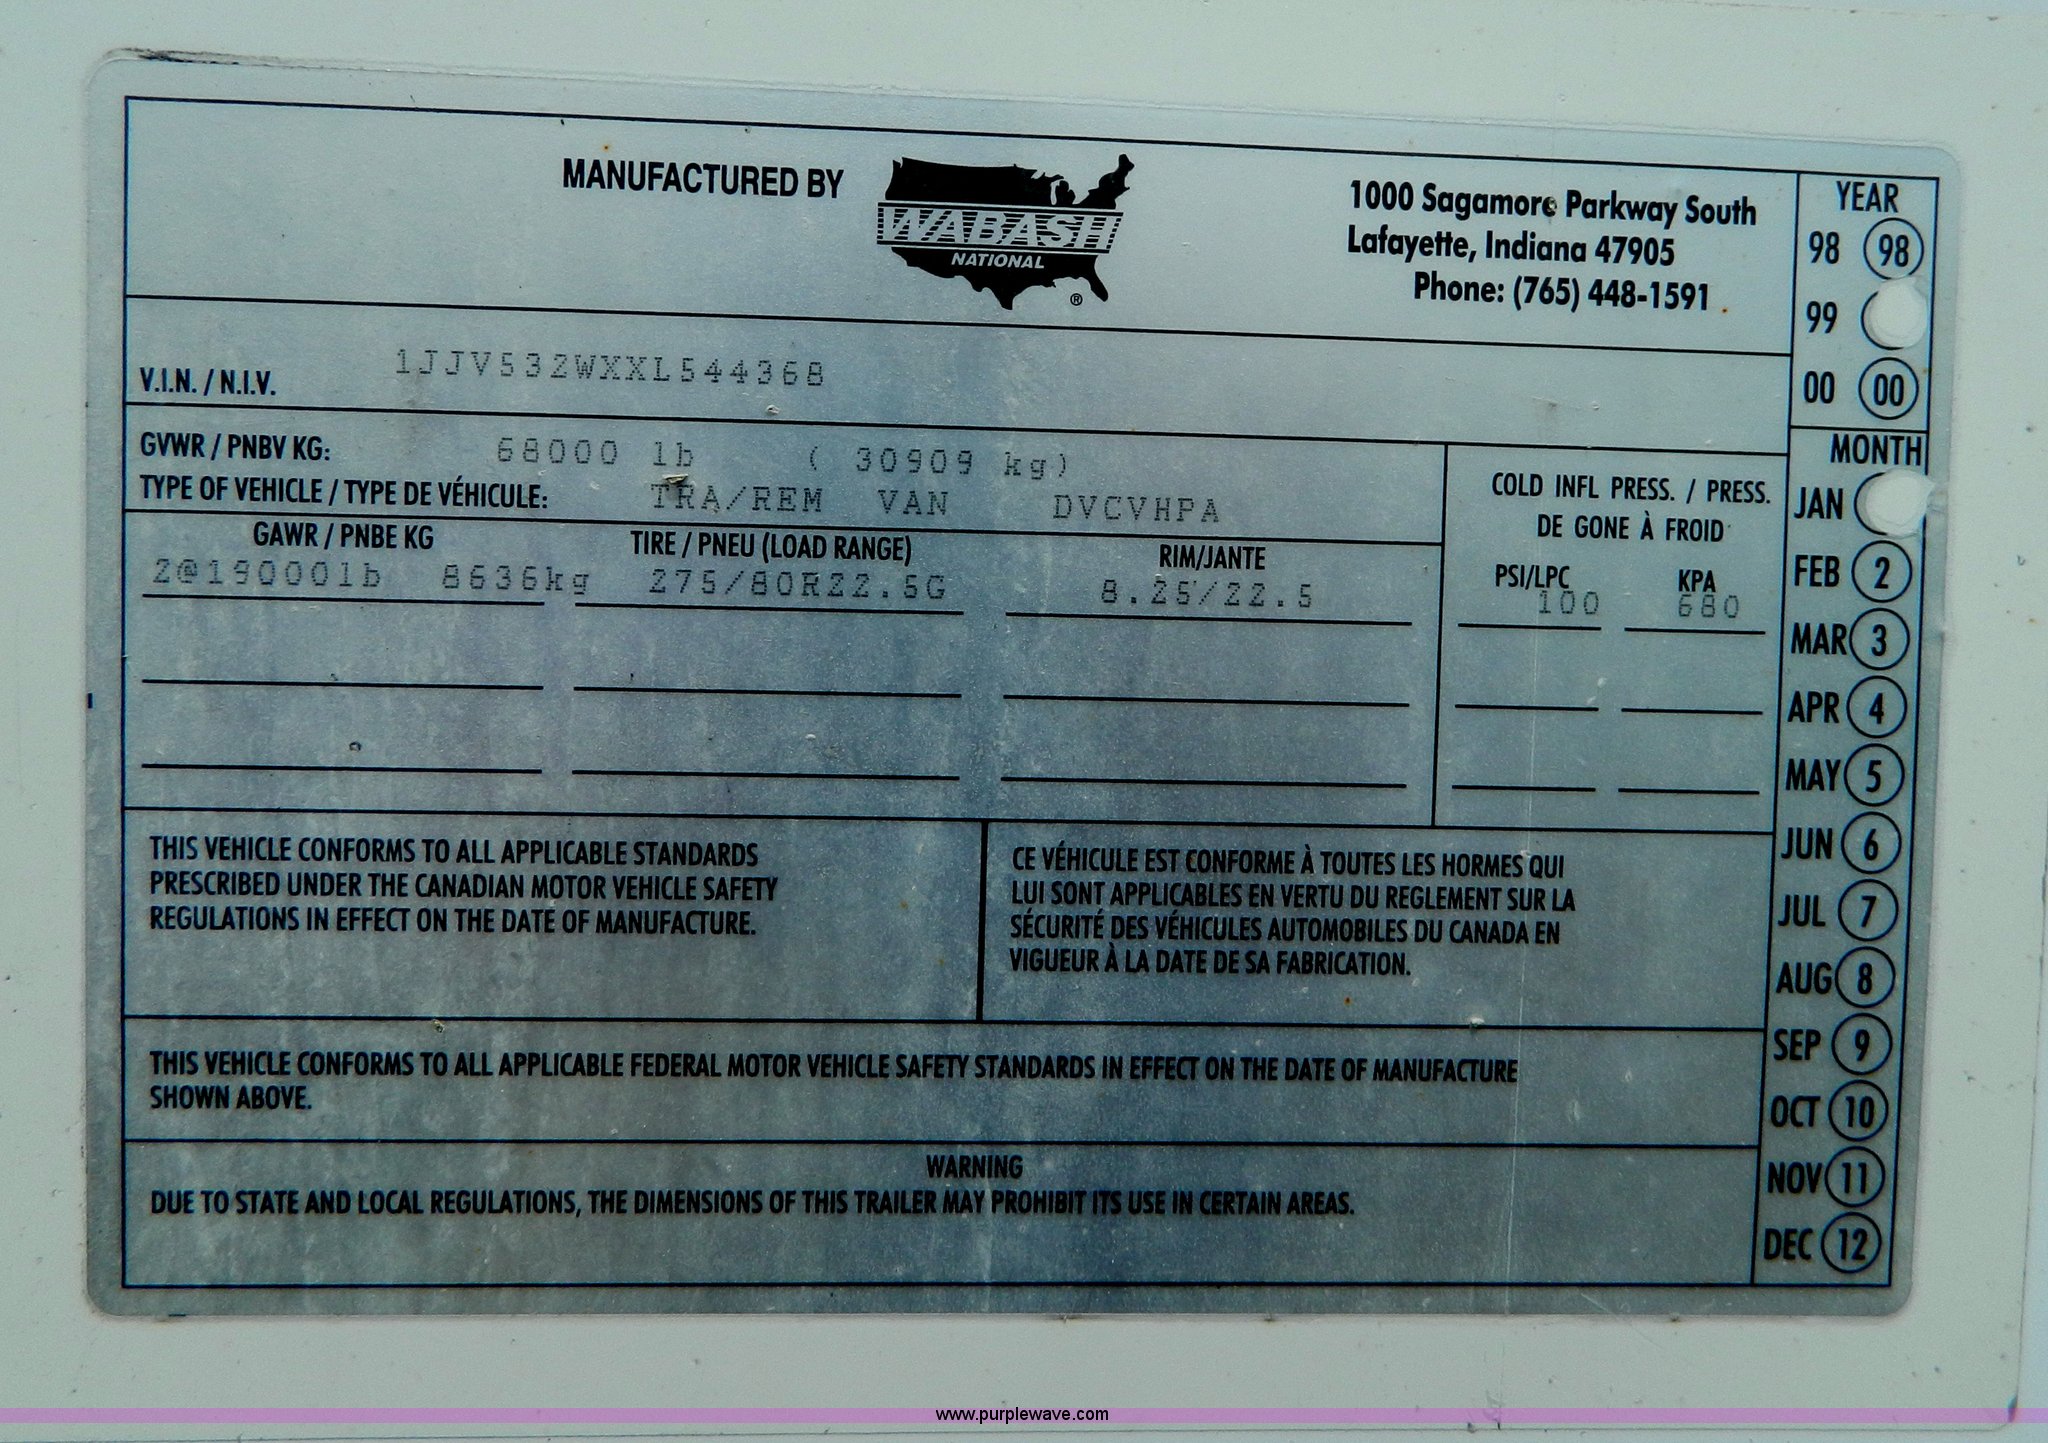 MANUFACTURED BY
WABASH
NATIONAL
®
1000 Sagamore Parkway South
Lafayette, Indiana 47905
Phone: (765) 448-1591
V.I.N. / N.I.V. 1JJV532WXXL544368
GVWR / PNBV KG: 68000 lb ( 30909 kg)
TYPE OF VEHICLE / TYPE DE VÉHICULE: TRA/REM VAN DVCVHPA
GAWR / PNBE KG TIRE / PNEU (LOAD RANGE) RIM/JANTE
2@19000lb 8636kg 275/80R22.5G 8.25/22.5
COLD INFL PRESS. / PRESS.
DE GONE À FROID
PSI/LPC KPA
100 680
THIS VEHICLE CONFORMS TO ALL APPLICABLE STANDARDS
PRESCRIBED UNDER THE CANADIAN MOTOR VEHICLE SAFETY
REGULATIONS IN EFFECT ON THE DATE OF MANUFACTURE.
CE VÉHICULE EST CONFORME À TOUTES LES HORMES QUI
LUI SONT APPLICABLES EN VERTU DU REGLEMENT SUR LA
SÉCURITÉ DES VÉHICULES AUTOMOBILES DU CANADA EN
VIGUEUR À LA DATE DE SA FABRICATION.
THIS VEHICLE CONFORMS TO ALL APPLICABLE FEDERAL MOTOR VEHICLE SAFETY STANDARDS IN EFFECT ON THE DATE OF MANUFACTURE
SHOWN ABOVE.
WARNING
DUE TO STATE AND LOCAL REGULATIONS, THE DIMENSIONS OF THIS TRAILER MAY PROHIBIT ITS USE IN CERTAIN AREAS.
YEAR
98 98
99
00 00
MONTH
JAN
FEB 2
MAR 3
APR 4
MAY 5
JUN 6
JUL 7
AUG 8
SEP 9
OCT 10
NOV 11
DEC 12
www.purplewave.com